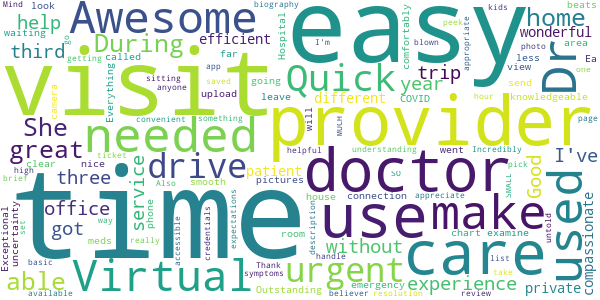 Mind
biography
look
Awesome
easy
kids
beats
waiting
help
go
During
Hospital
I'm
peek
comfortably
blown
appropriate
Dr
home
wonderful
third
getting
called
efficient
far
app
photo
area
less
view
Ea
one
visit
camera
Everything
sitting
anyone
saved
upload
going
leave
Quick
different
COVID
year
trip
send
knowledgeable
She
needed
convenient
something
provider
hour
page
great
high
clear
nice
ticket
drive
service
Also
smooth
patient
pictures
helpful
will
MUCH
house
understanding
so
connection
doctor
went
appreciate
Incredibly
SMALL
pick
Good
I've
three
brief
Exceptional
uncertainty
office
got
set
meds
way
really
phone
time
accessible
credentials
expectations
room
description
use
without
make
chart
examine
list
untold
used
compassionate
basic
able
available
Virtual
Thank
symptoms
urgent
handle
Outstanding
emergency
believer
resolution
care
experience
take
review
private